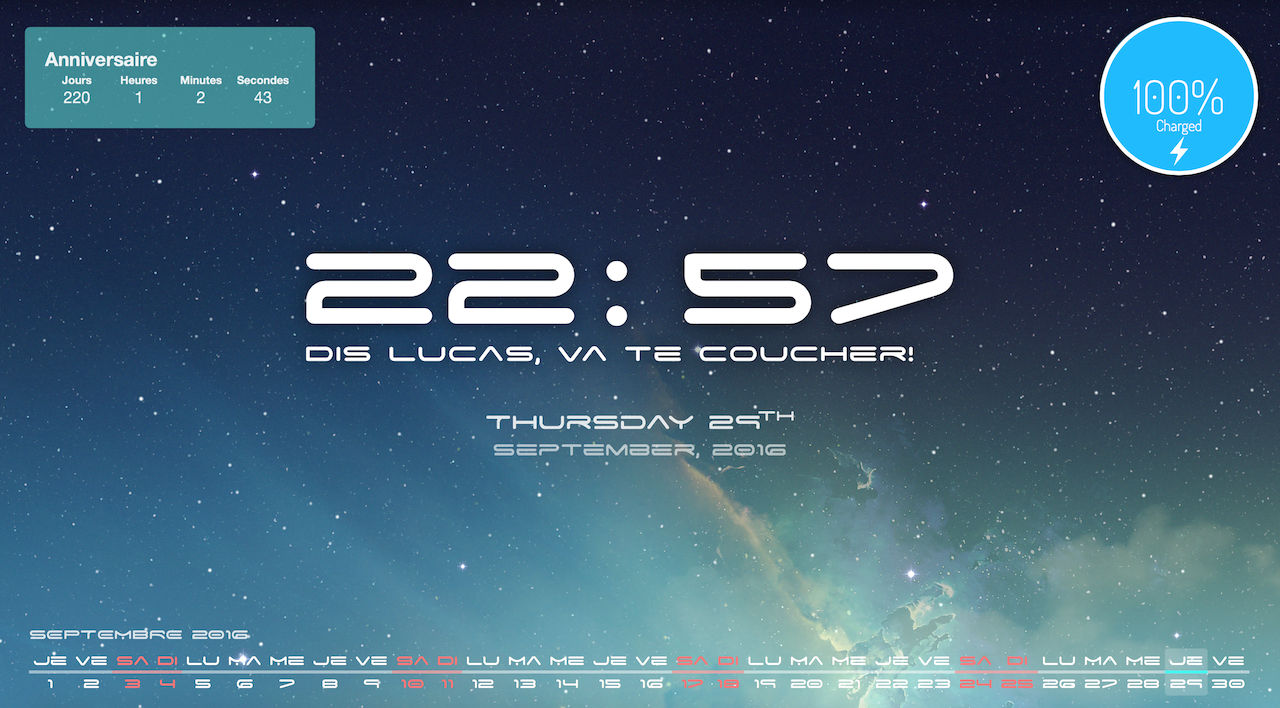 Anniversaire
Jours Heures Minutes Secondes
220 1 2 43
100%
Charged
22:57
DIS LUCAS, VA TE COUCHER!
THURSDAY 29TH
SEPTEMBER, 2016
SEPTEMBRE 2016
JE VE SA DI LU MA ME JE VE SA DI LU MA ME JE VE SA DI LU MA ME JE VE SA DI LU MA ME JE VE
1 2 3 4 5 6 7 8 9 10 11 12 13 14 15 16 17 18 19 20 21 22 23 24 25 26 27 28 29 30